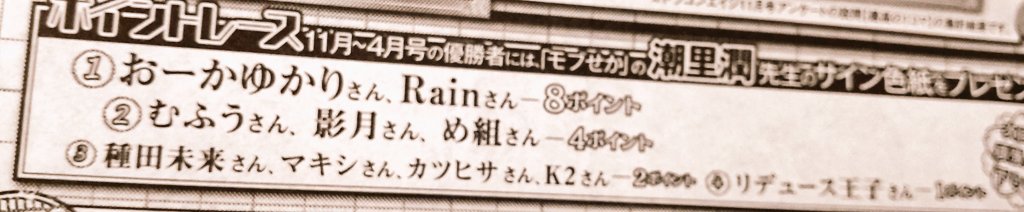 ポイントレース 11月〜4月号の優勝者には、「モブせか」の潮里潤先生のサイン色紙をプレゼン
① おーかゆかりさん、Rainさん―8ポイント
② むふうさん、影月さん、め組さん―4ポイント
③ 種田未来さん、マキシさん、カツヒサさん、K2さん―2ポイント ④ リデュース王子さん―1ポイント